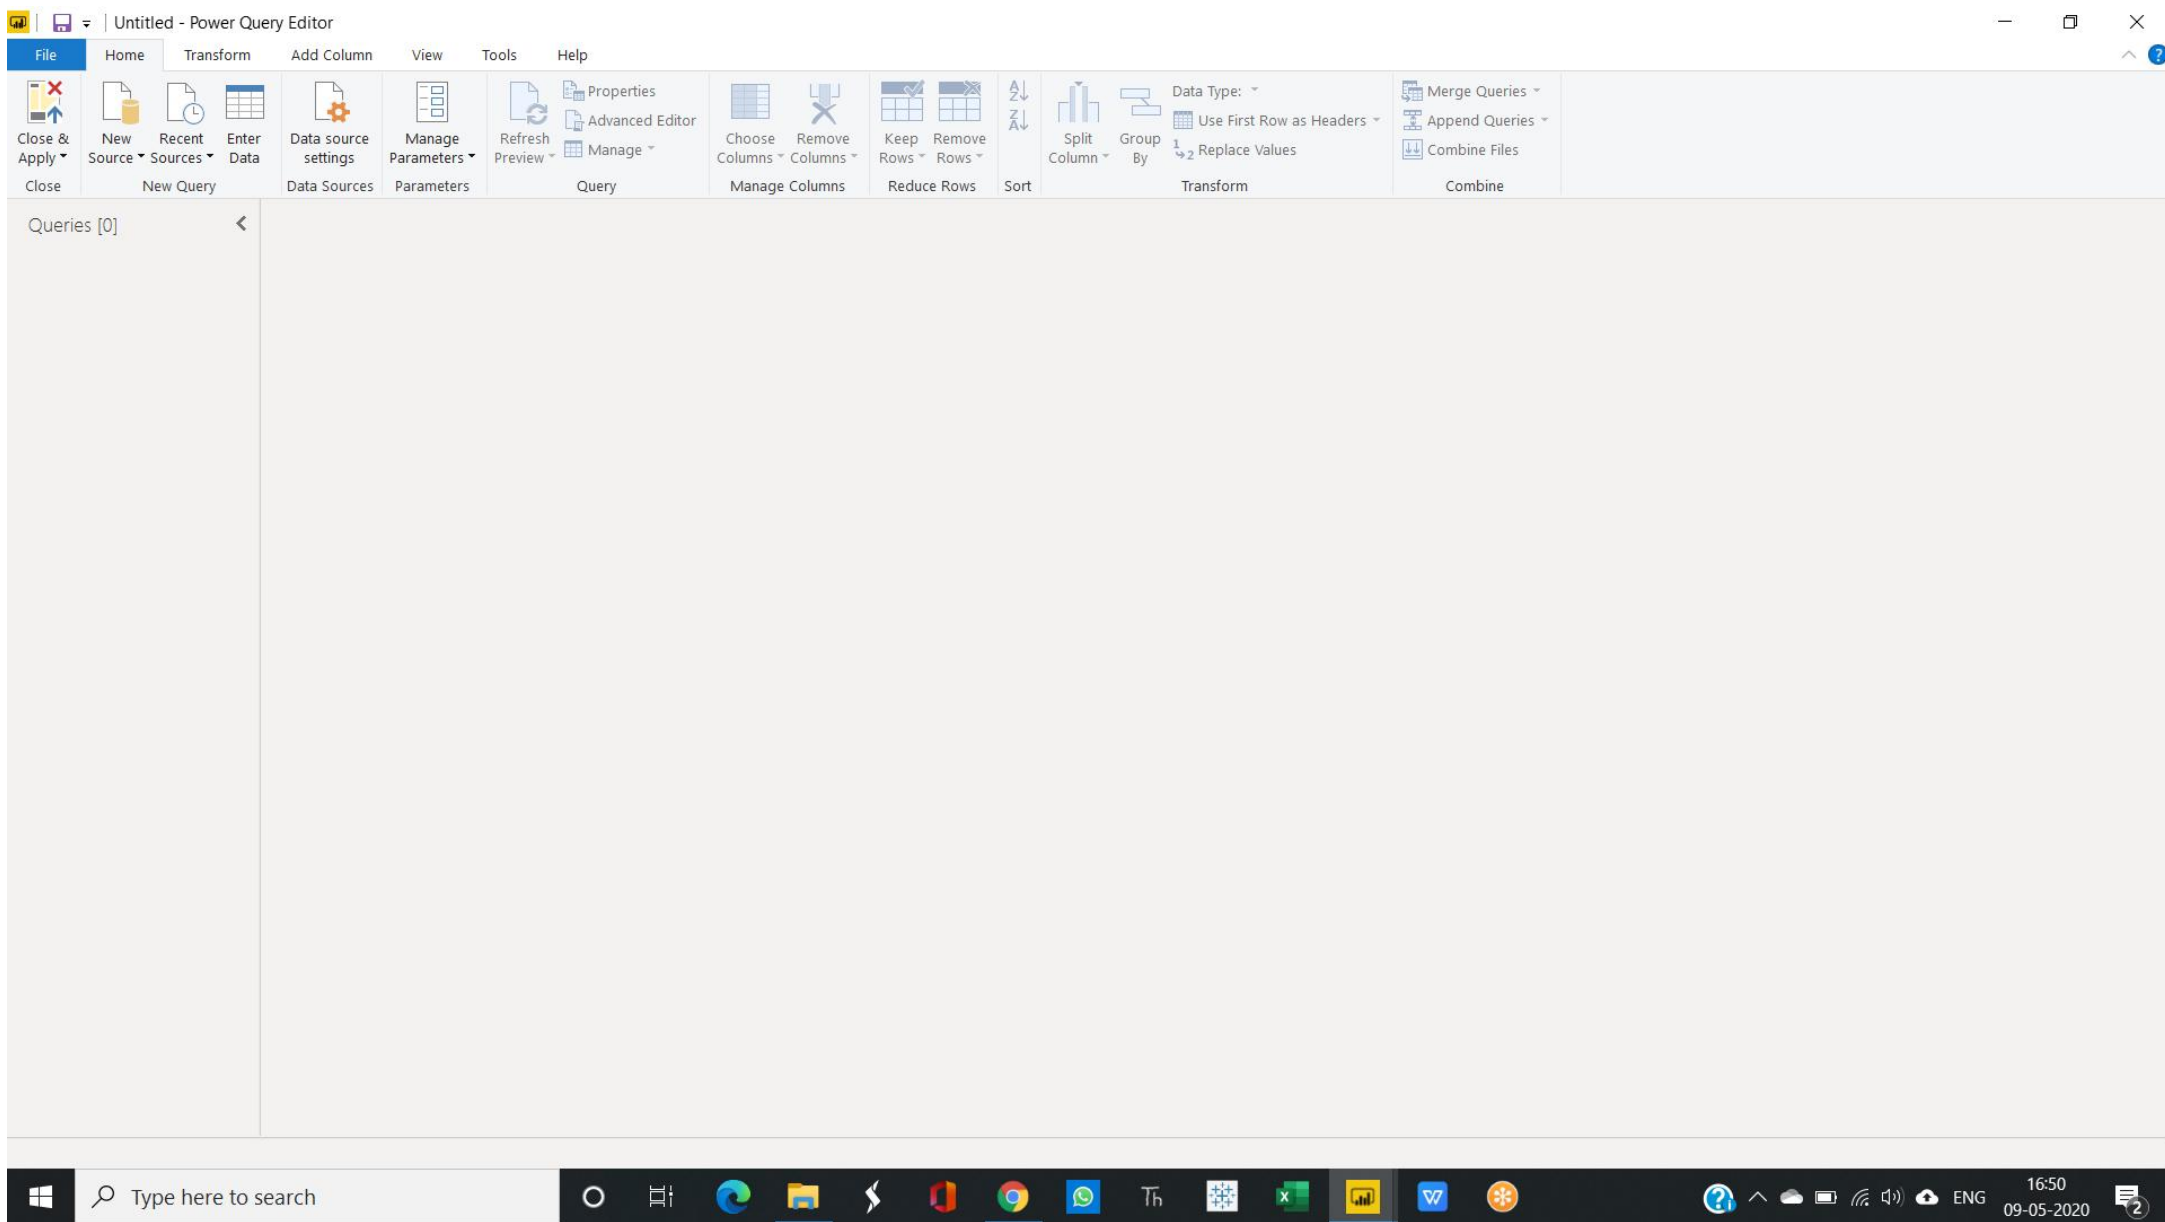 Untitled - Power Query Editor
File Home Transform Add Column View Tools Help
Close & Apply
New Source
Recent Sources
Enter Data
Data source settings
Manage Parameters
Refresh Preview
Properties
Advanced Editor
Manage
Choose Columns
Remove Columns
Keep Rows
Remove Rows
Split Column
Group By
Data Type:
Use First Row as Headers
Replace Values
Merge Queries
Append Queries
Combine Files
Close New Query Data Sources Parameters Query Manage Columns Reduce Rows Sort Transform Combine
Queries [0]
Type here to search
ENG
16:50
09-05-2020
2